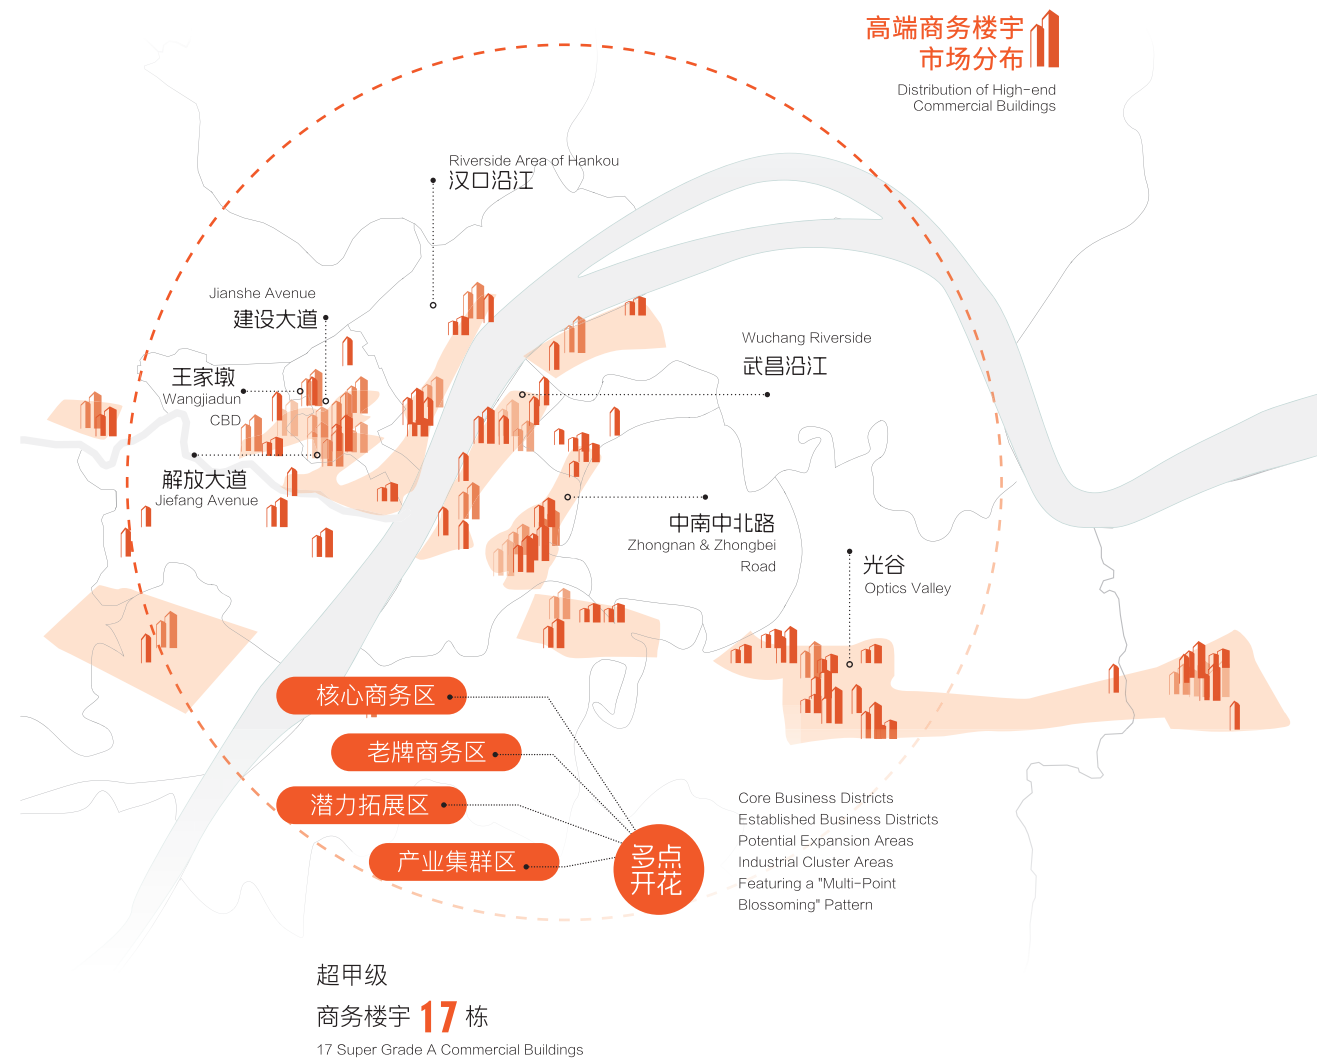 高端商务楼宇
市场分布
Distribution of High-end
Commercial Buildings
Riverside Area of Hankou
汉口沿江
Jianshe Avenue
建设大道
王家墩
Wangjiadun
CBD
解放大道
Jiefang Avenue
Wuchang Riverside
武昌沿江
中南中北路
Zhongnan & Zhongbei
Road
光谷
Optics Valley
核心商务区
老牌商务区
潜力拓展区
产业集群区
多点
开花
Core Business Districts
Established Business Districts
Potential Expansion Areas
Industrial Cluster Areas
Featuring a "Multi-Point
Blossoming" Pattern
超甲级
商务楼宇 17 栋
17 Super Grade A Commercial Buildings